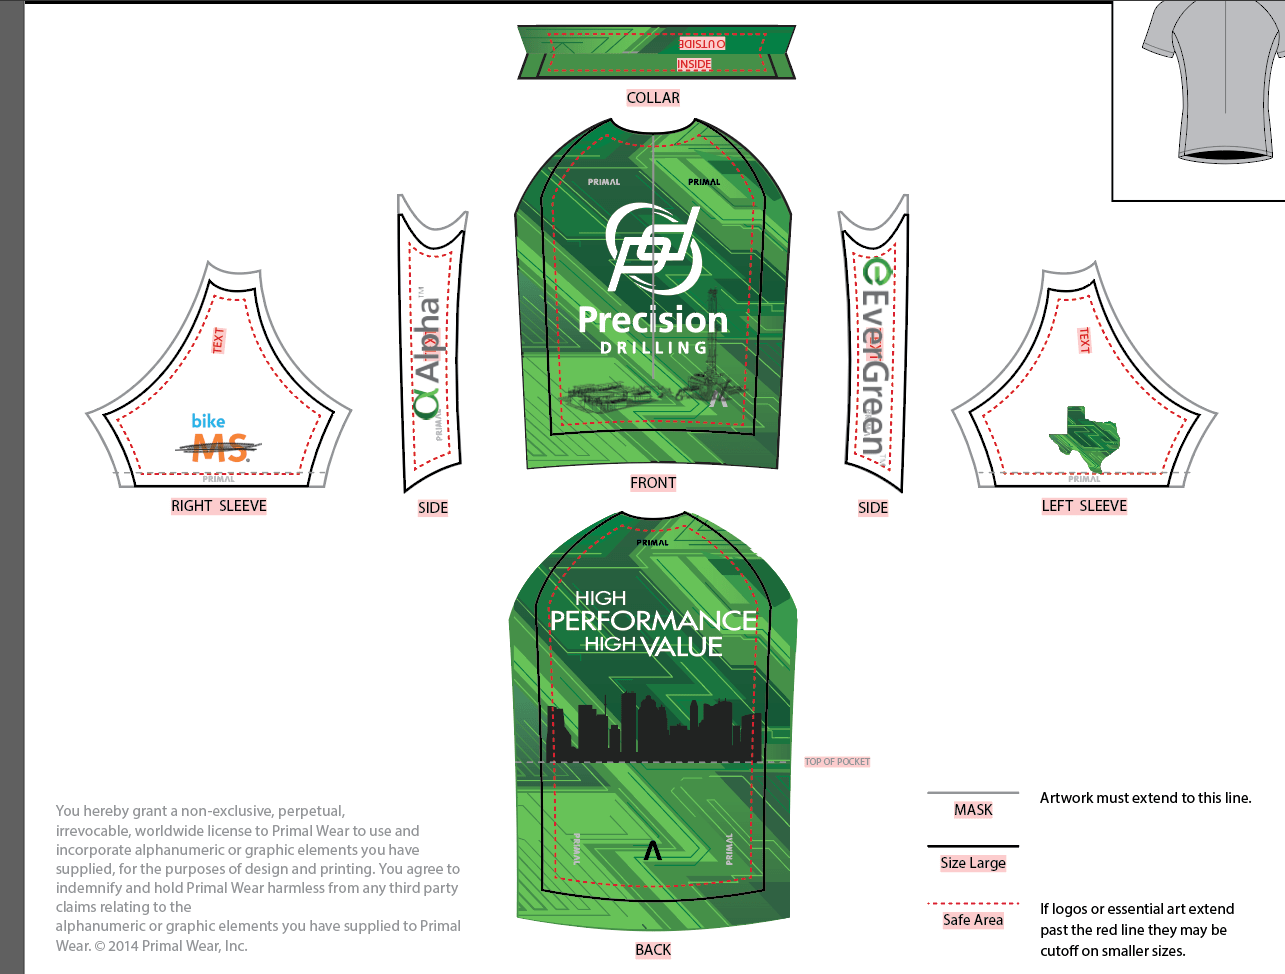 OUTSIDE
INSIDE
COLLAR
PRIMAL PRIMAL
Precision
DRILLING
FRONT
TEXT
bike
MS.
PRIMAL
RIGHT SLEEVE
Alpha™
TEXT
PRIMAL
SIDE
EverGreen
TEXT
SIDE
TEXT
PRIMAL
LEFT SLEEVE
PRIMAL
HIGH
PERFORMANCE
HIGH VALUE
TOP OF POCKET
PRIMAL
PRIMAL
BACK
You hereby grant a non-exclusive, perpetual,
irrevocable, worldwide license to Primal Wear to use and
incorporate alphanumeric or graphic elements you have
supplied, for the purposes of design and printing. You agree to
indemnify and hold Primal Wear harmless from any third party
claims relating to the
alphanumeric or graphic elements you have supplied to Primal
Wear. © 2014 Primal Wear, Inc.
MASK
Artwork must extend to this line.
Size Large
Safe Area
If logos or essential art extend
past the red line they may be
cutoff on smaller sizes.